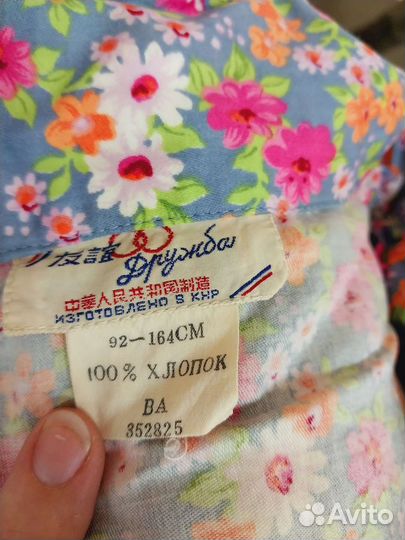 友誼
Дружба
中華人民共和國制造
ИЗГОТОВЛЕНО В КНР
92-164СМ
100% ХЛОПОК
ВА
352825
Avito